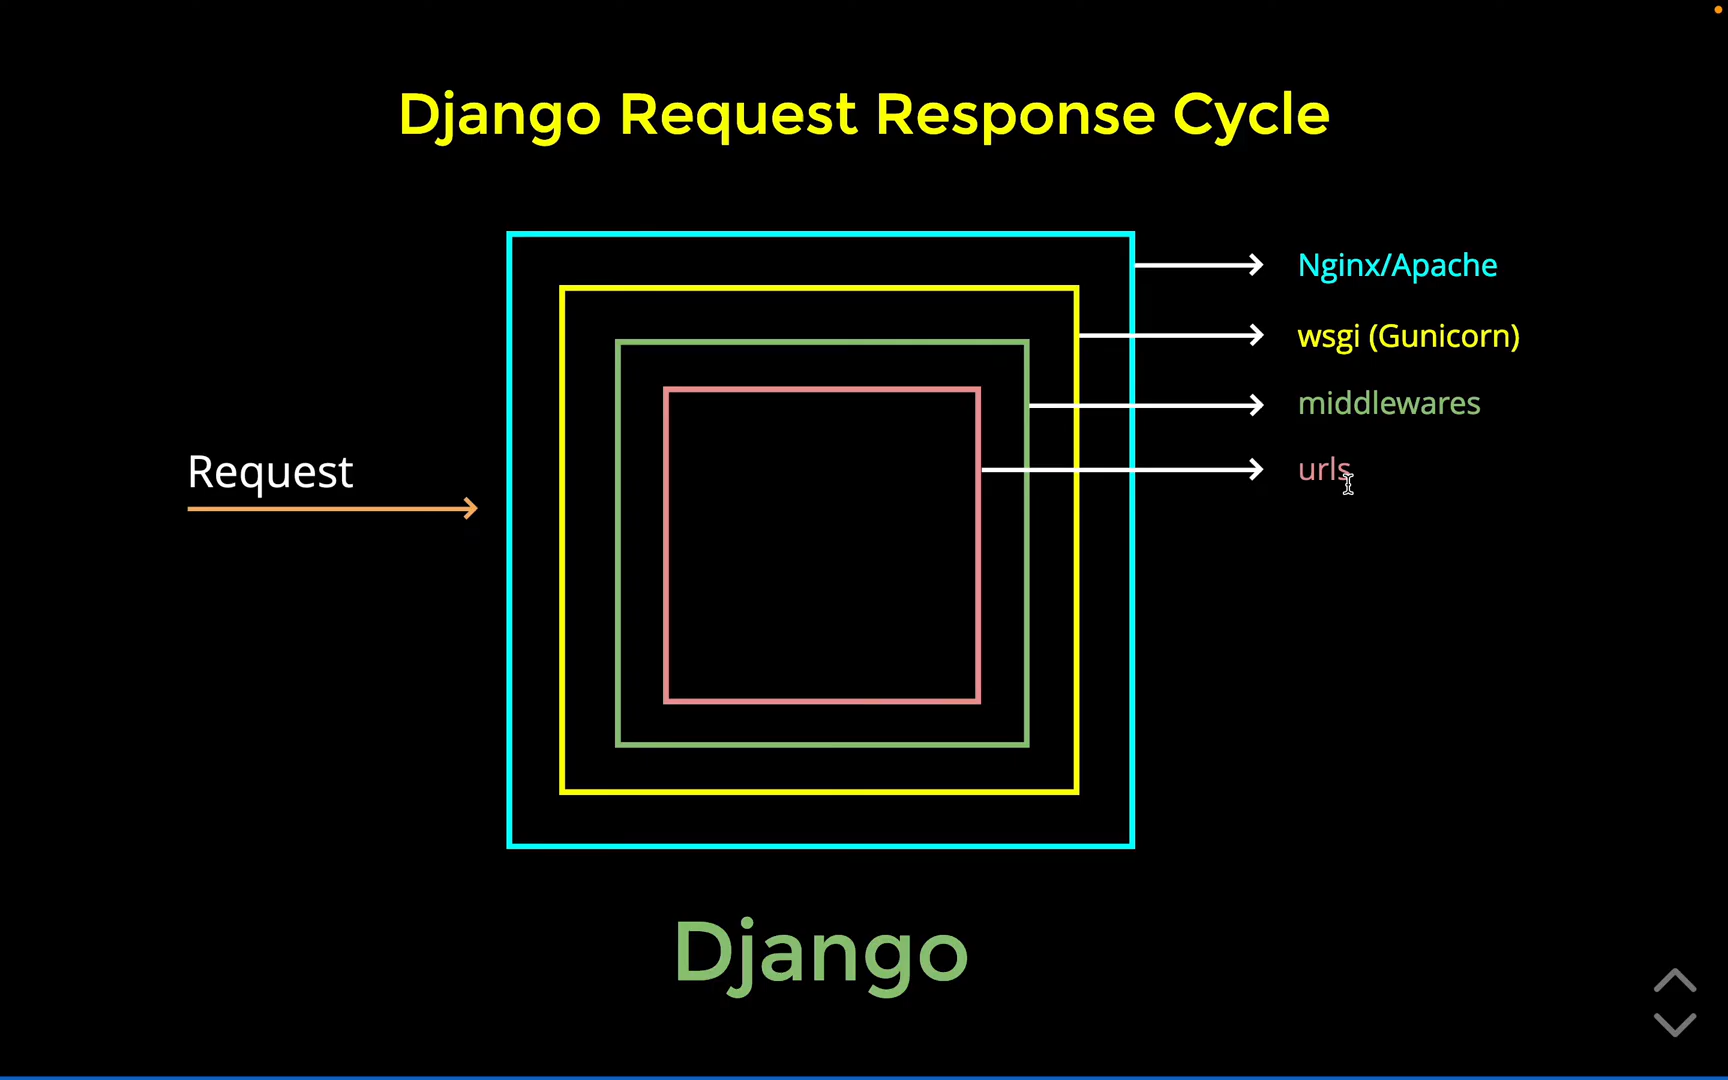 Django Request Response Cycle
Nginx/Apache
wsgi (Gunicorn)
middlewares
Request
urls
Django